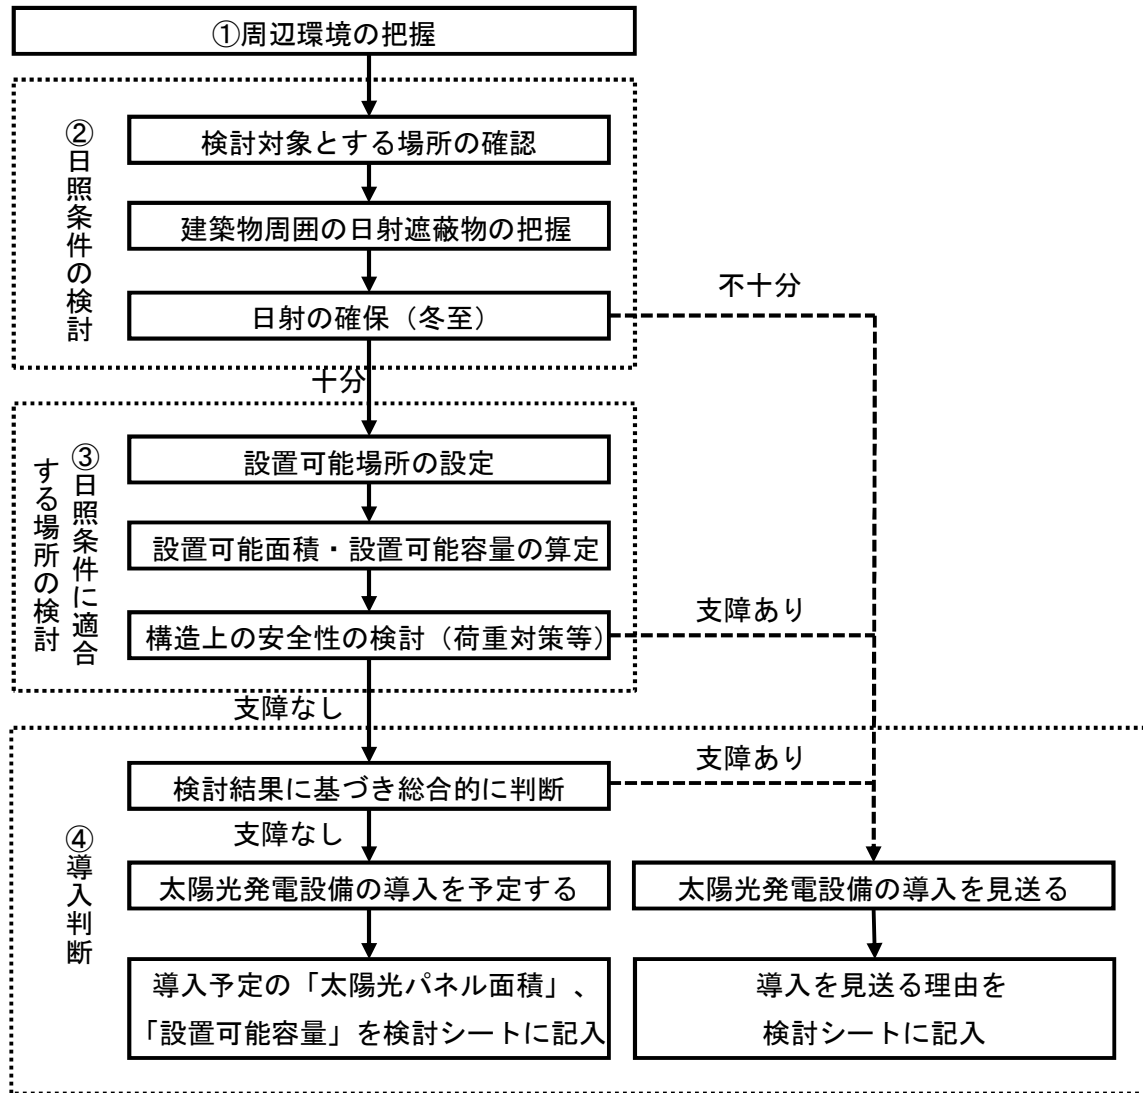 ①周辺環境の把握
②日照条件の検討
検討対象とする場所の確認
建築物周囲の日射遮蔽物の把握
日射の確保（冬至）
不十分
十分
③日照条件に適合
する場所の検討
設置可能場所の設定
設置可能面積・設置可能容量の算定
構造上の安全性の検討（荷重対策等）
支障あり
支障なし
④導入判断
検討結果に基づき総合的に判断
支障あり
支障なし
太陽光発電設備の導入を予定する
太陽光発電設備の導入を見送る
導入予定の「太陽光パネル面積」、
「設置可能容量」を検討シートに記入
導入を見送る理由を
検討シートに記入